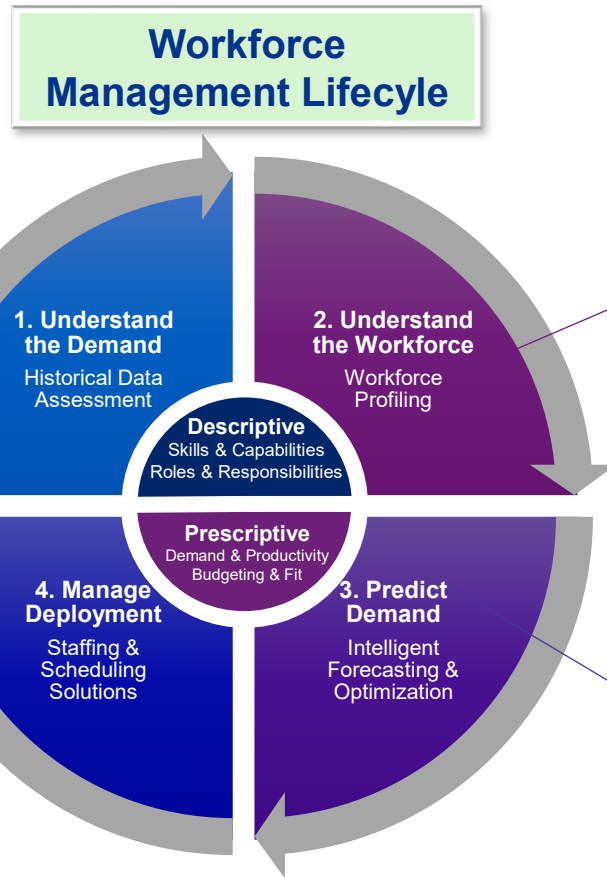 Workforce
Management Lifecyle
1. Understand
the Demand
Historical Data
Assessment
2. Understand
the Workforce
Workforce
Profiling
Descriptive
Skills & Capabilities
Roles & Responsibilities
Prescriptive
Demand & Productivity
Budgeting & Fit
4. Manage
Deployment
Staffing &
Scheduling
Solutions
3. Predict
Demand
Intelligent
Forecasting &
Optimization